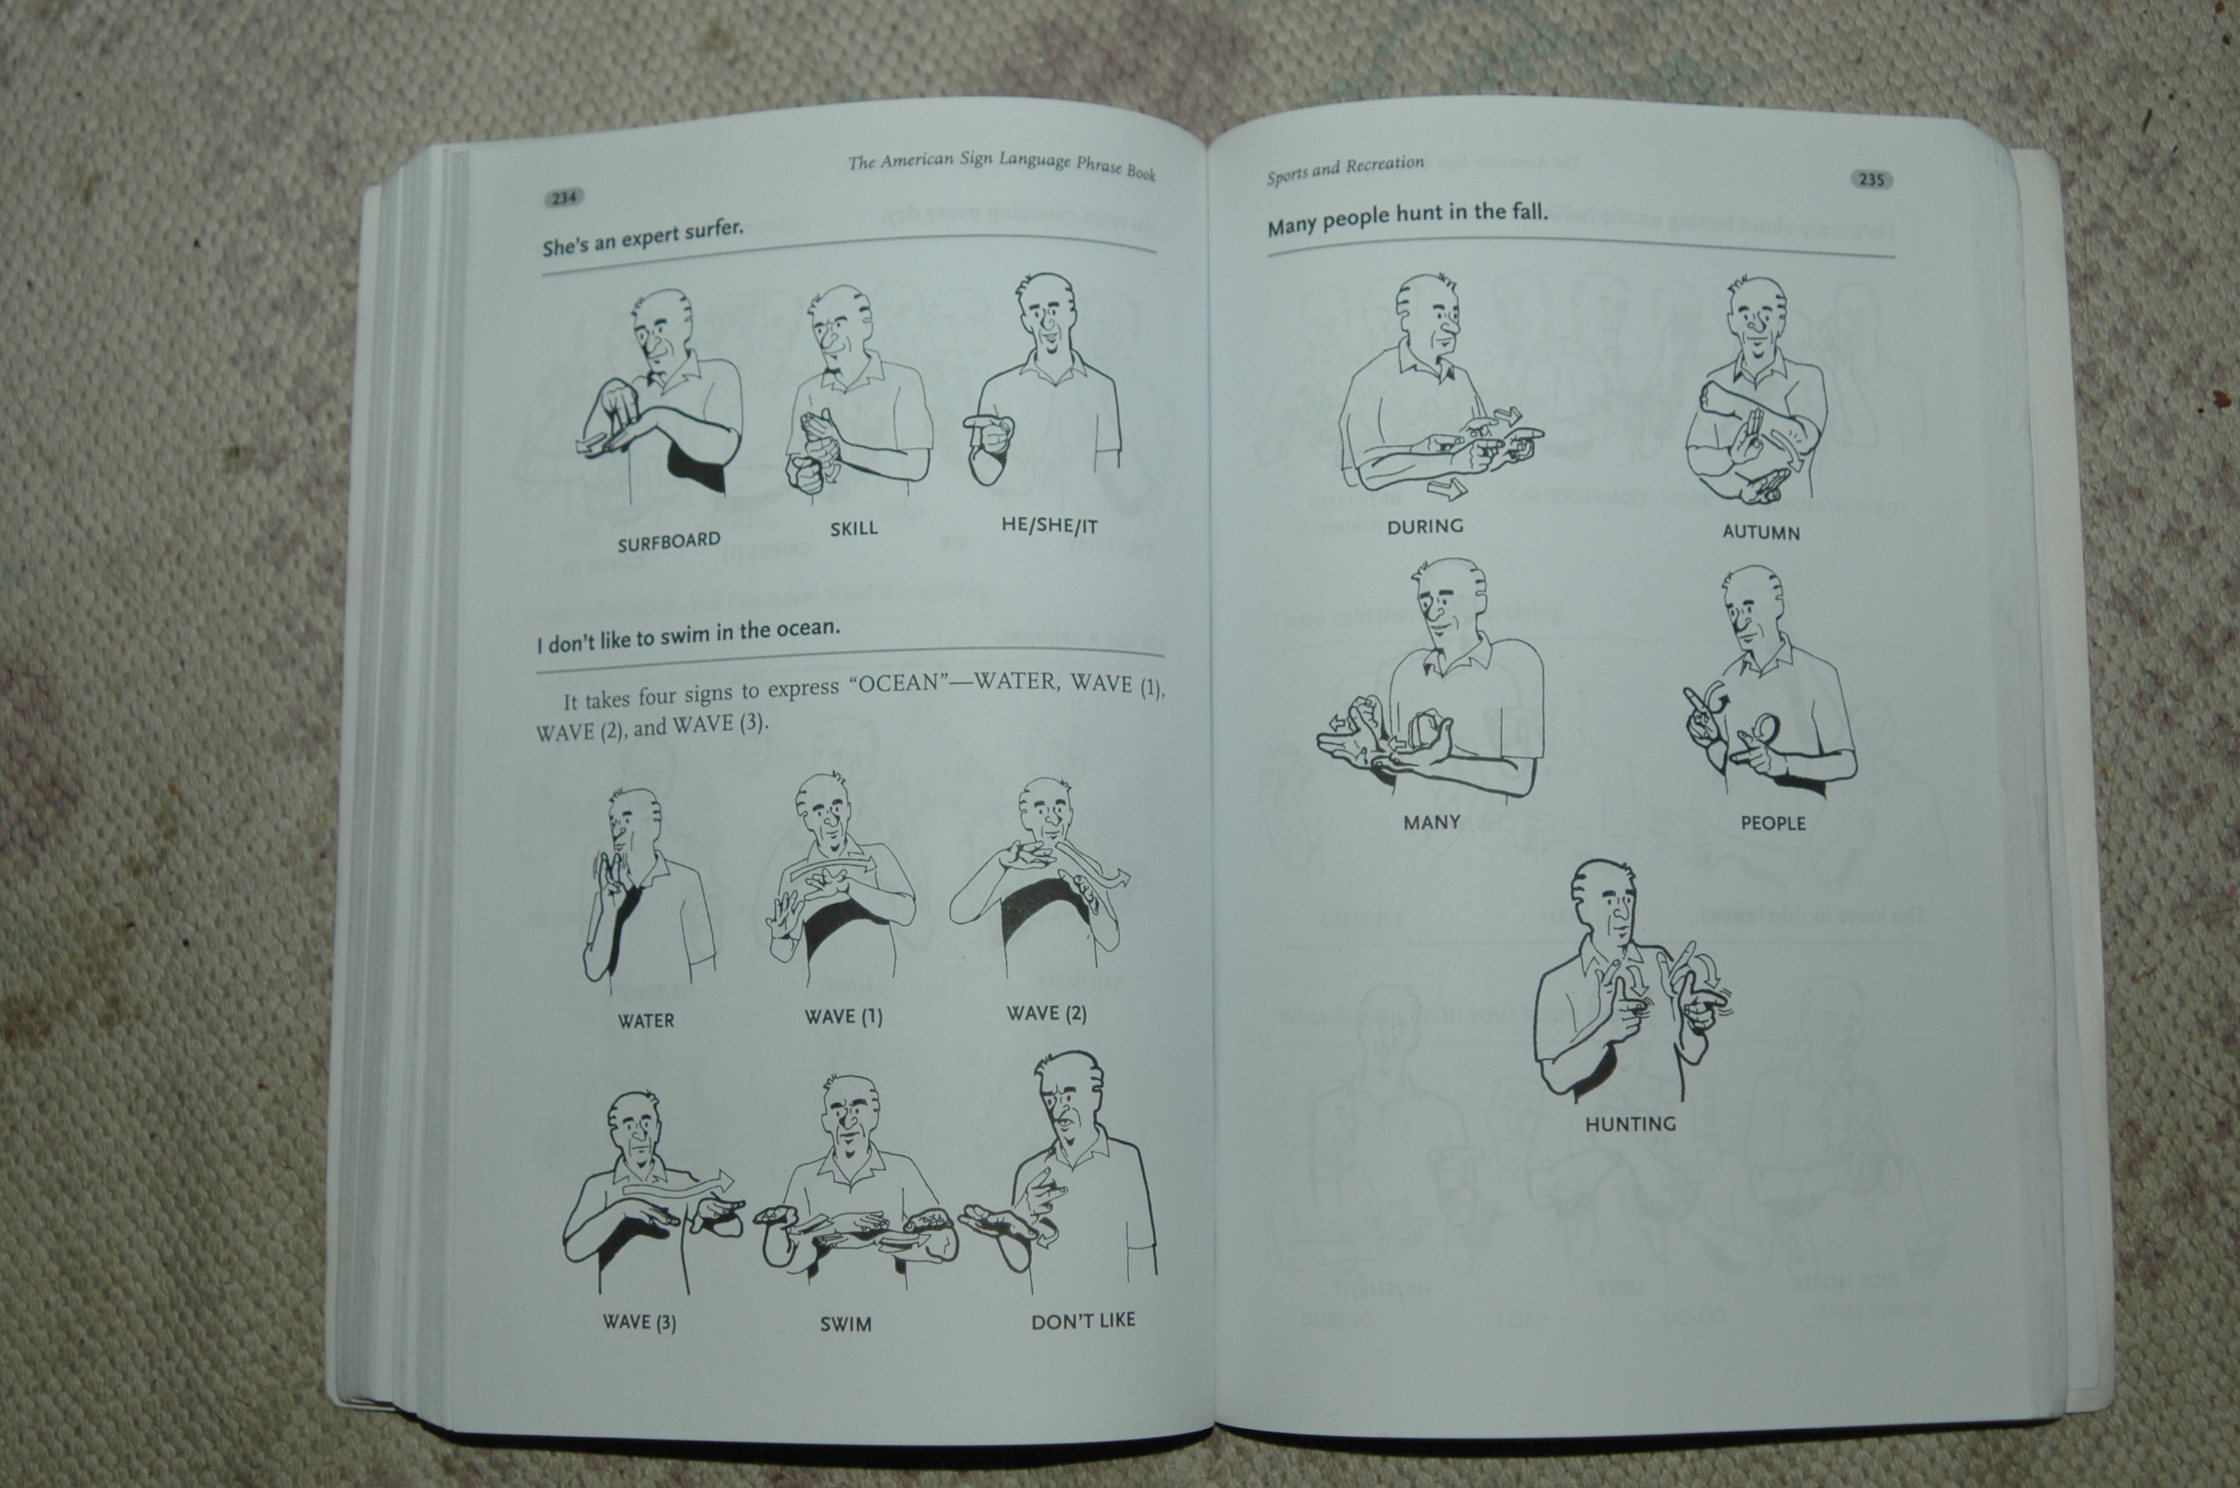 234
The American Sign Language Phrase Book
She's an expert surfer.
SURFBOARD
SKILL
HE/SHE/IT
I don't like to swim in the ocean.
It takes four signs to express “OCEAN”—WATER, WAVE (1),
WAVE (2), and WAVE (3).
WATER
WAVE (1)
WAVE (2)
WAVE (3)
SWIM
DON'T LIKE
Sports and Recreation
235
Many people hunt in the fall.
DURING
AUTUMN
MANY
PEOPLE
HUNTING